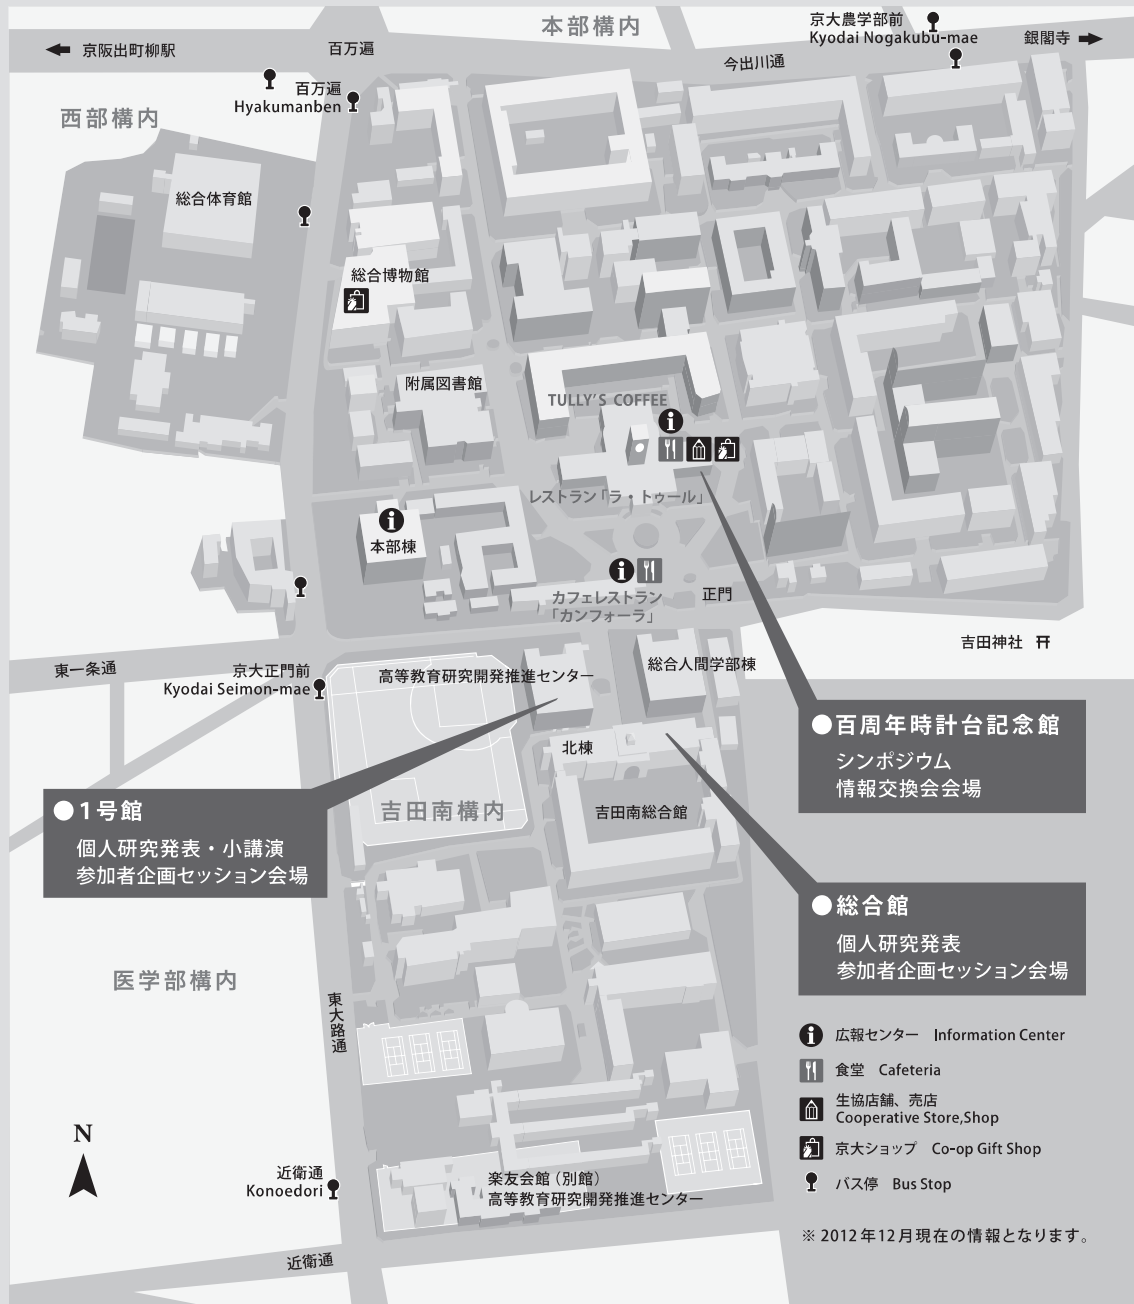 本部構内
京大農学部前
Kyodai Nogakubu-mae
京阪出町柳駅
百万遍
今出川通
銀閣寺
百万遍
Hyakumanben
西部構内
総合体育館
総合博物館
附属図書館
TULLY'S COFFEE
レストラン「ラ・トゥール」
本部棟
カフェレストラン
「カンフォーラ」
正門
吉田神社
東一条通
京大正門前
Kyodai Seimon-mae
高等教育研究開発推進センター
総合人間学部棟
●百周年時計台記念館
シンポジウム
情報交換会会場
北棟
●1号館
個人研究発表・小講演
参加者企画セッション会場
吉田南構内
吉田南総合館
●総合館
個人研究発表
参加者企画セッション会場
医学部構内
東大路通
広報センター Information Center
食堂 Cafeteria
生協店舗、売店
Cooperative Store,Shop
京大ショップ Co-op Gift Shop
バス停 Bus Stop
N
近衛通
Konoedori
楽友会館(別館)
高等教育研究開発推進センター
※ 2012年12月現在の情報となります。
近衛通